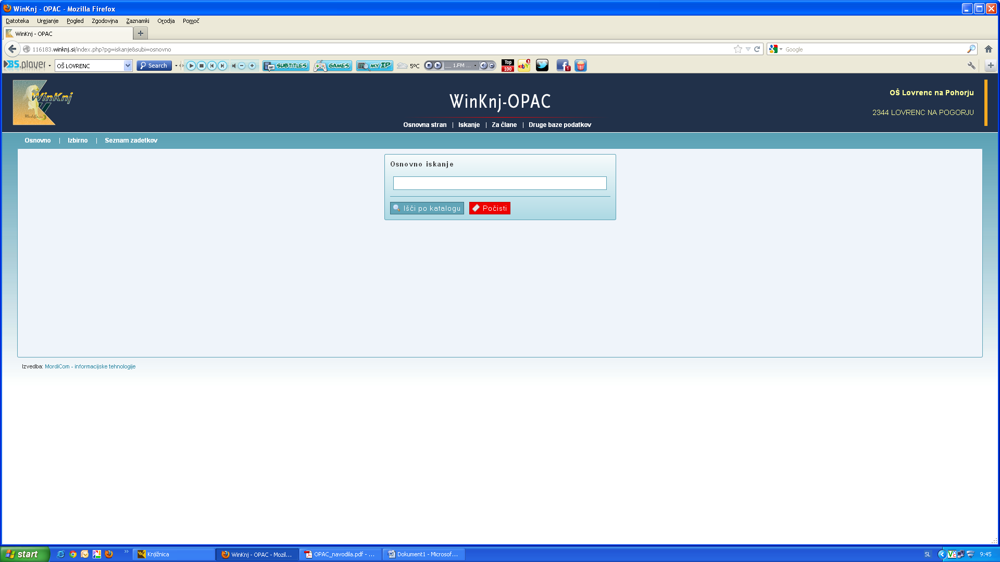 WinKnj - OPAC - Mozilla Firefox
Datoteka Urejanje Pogled Zgodovina Zaznamki Orodja Pomoč
WinKnj - OPAC
116183.winknj.si/index.php?pg=iskanje&subi=osnovno
Google
BS.player OŠ LOVRENC Search SUBTITLES GAMES MY IP 5°C ..... 1.FM ... Top 100 1 1
WinKnj
WinKnj-OPAC
OŠ Lovrenc na Pohorju
2344 LOVRENC NA POGORJU
Osnovna stran | Iskanje | Za člane | Druge baze podatkov
Osnovno | Izbirno | Seznam zadetkov
Osnovno iskanje
Išči po katalogu Počisti
Izvedba: MordiCom - informacijske tehnologije
start Knjižnica WinKnj - OPAC - Mozil... OPAC_navodila.pdf - ... Dokument1 - Microsof... SL 9:45